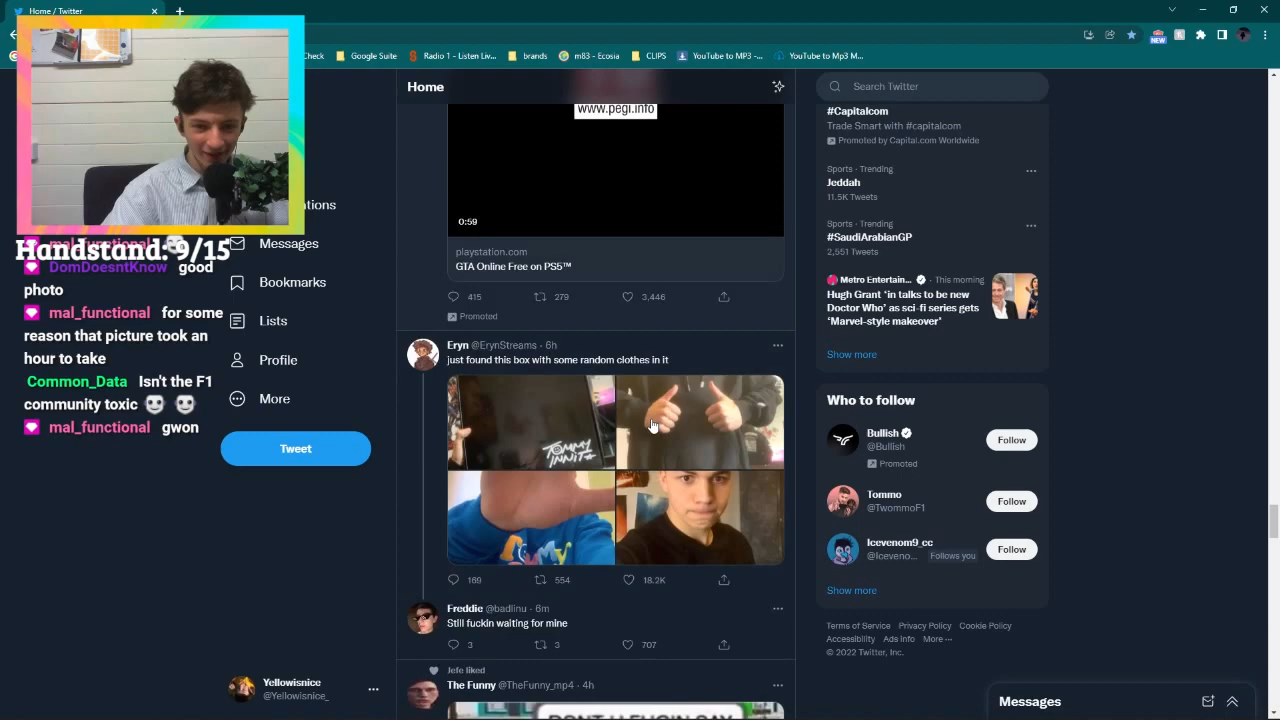 Home / Twitter
Check
Google Suite
Radio 1 - Listen Liv...
brands
m83 - Ecosia
CLIPS
YouTube to MP3 -...
YouTube to Mp3 M...
NEW
Home
Search Twitter
www.pegi.info
0:59
playstation.com
GTA Online Free on PS5™
415 279 3,446
Promoted
Handstand: 9/15
mal_functional
DomDoesntKnow good
photo
mal_functional for some
reason that picture took an
hour to take
Common_Data Isn't the F1
community toxic
mal_functional gwon
Messages
Bookmarks
Lists
Profile
More
Tweet
Yellowisnice
@Yellowisnice_
Eryn @ErynStreams · 6h
just found this box with some random clothes in it
TOMMY
INNIT
169 554 18.2K
Freddie @badlinu · 6m
Still fuckin waiting for mine
3 3 707
Jefe liked
The Funny @TheFunny_mp4 · 4h
#Capitalcom
Trade Smart with #capitalcom
Promoted by Capital.com Worldwide
Sports · Trending
Jeddah
11.5K Tweets
Sports · Trending
#SaudiArabianGP
2,551 Tweets
Metro Entertain... · This morning
Hugh Grant ‘in talks to be new
Doctor Who’ as sci-fi series gets
‘Marvel-style makeover’
Show more
Who to follow
Bullish
@Bullish
Follow
Promoted
Tommo
@TwommoF1
Follow
Icevenom9_cc
@Iceveno... Follows you
Follow
Show more
Terms of Service Privacy Policy Cookie Policy
Accessibility Ads info More ···
© 2022 Twitter, Inc.
Messages